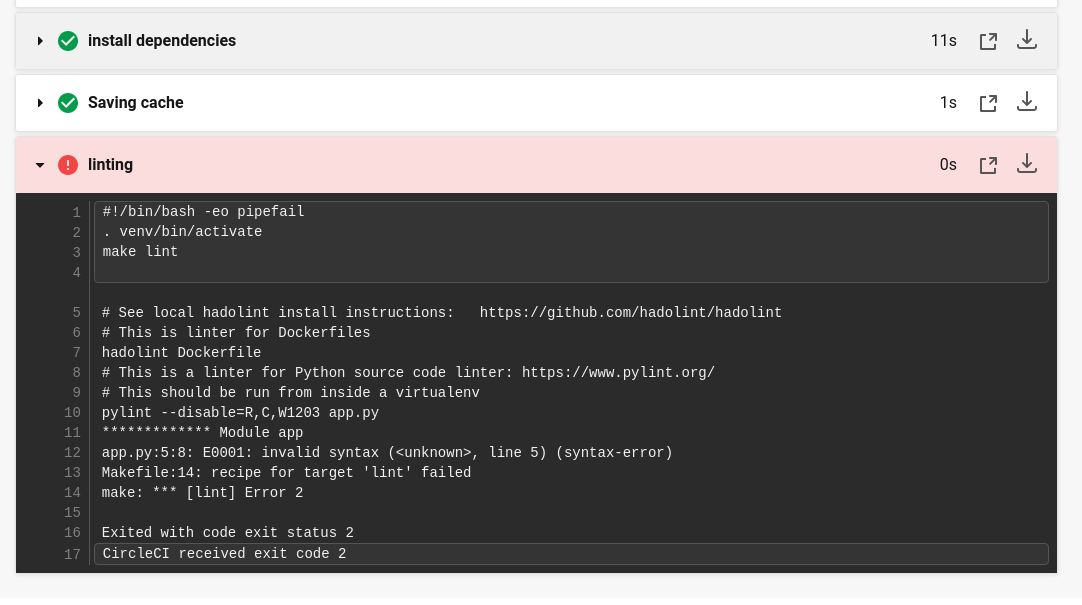 install dependencies 11s
Saving cache 1s
! linting 0s
1 #!/bin/bash -eo pipefail
2 . venv/bin/activate
3 make lint
4
5 # See local hadolint install instructions:   https://github.com/hadolint/hadolint
6 # This is linter for Dockerfiles
7 hadolint Dockerfile
8 # This is a linter for Python source code linter: https://www.pylint.org/
9 # This should be run from inside a virtualenv
10 pylint --disable=R,C,W1203 app.py
11 ************* Module app
12 app.py:5:8: E0001: invalid syntax (<unknown>, line 5) (syntax-error)
13 Makefile:14: recipe for target 'lint' failed
14 make: *** [lint] Error 2
15
16 Exited with code exit status 2
17 CircleCI received exit code 2